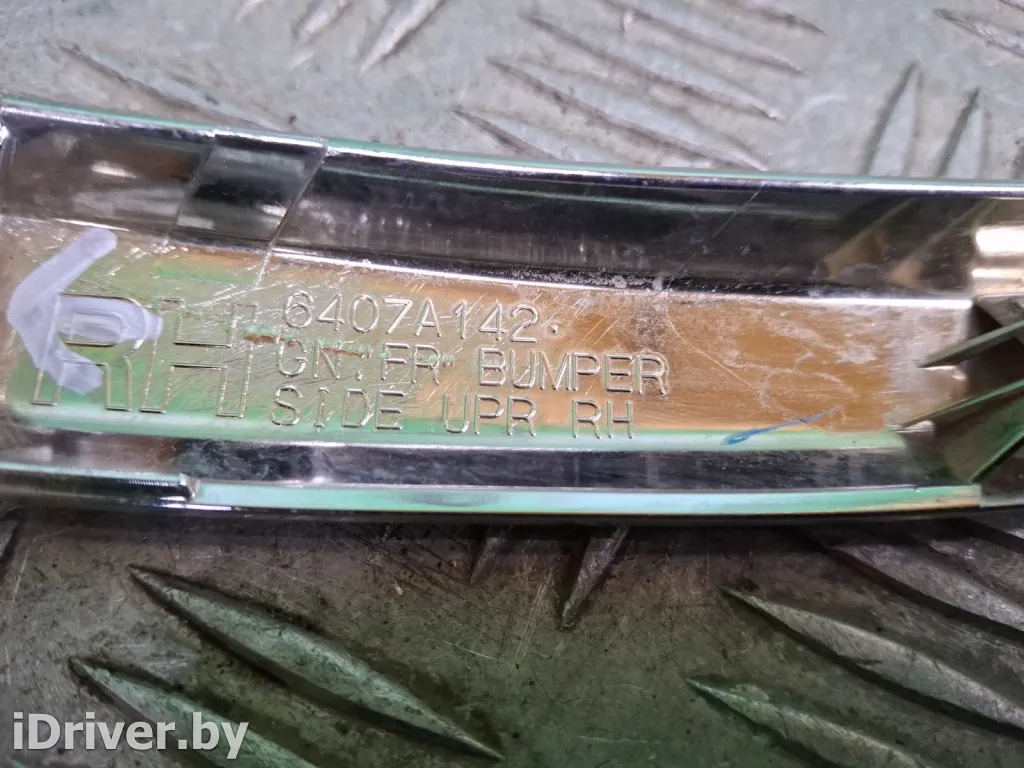 RH
6407A142
GN."FR" BUMPER
SIDE UPR RH
iDriver.by